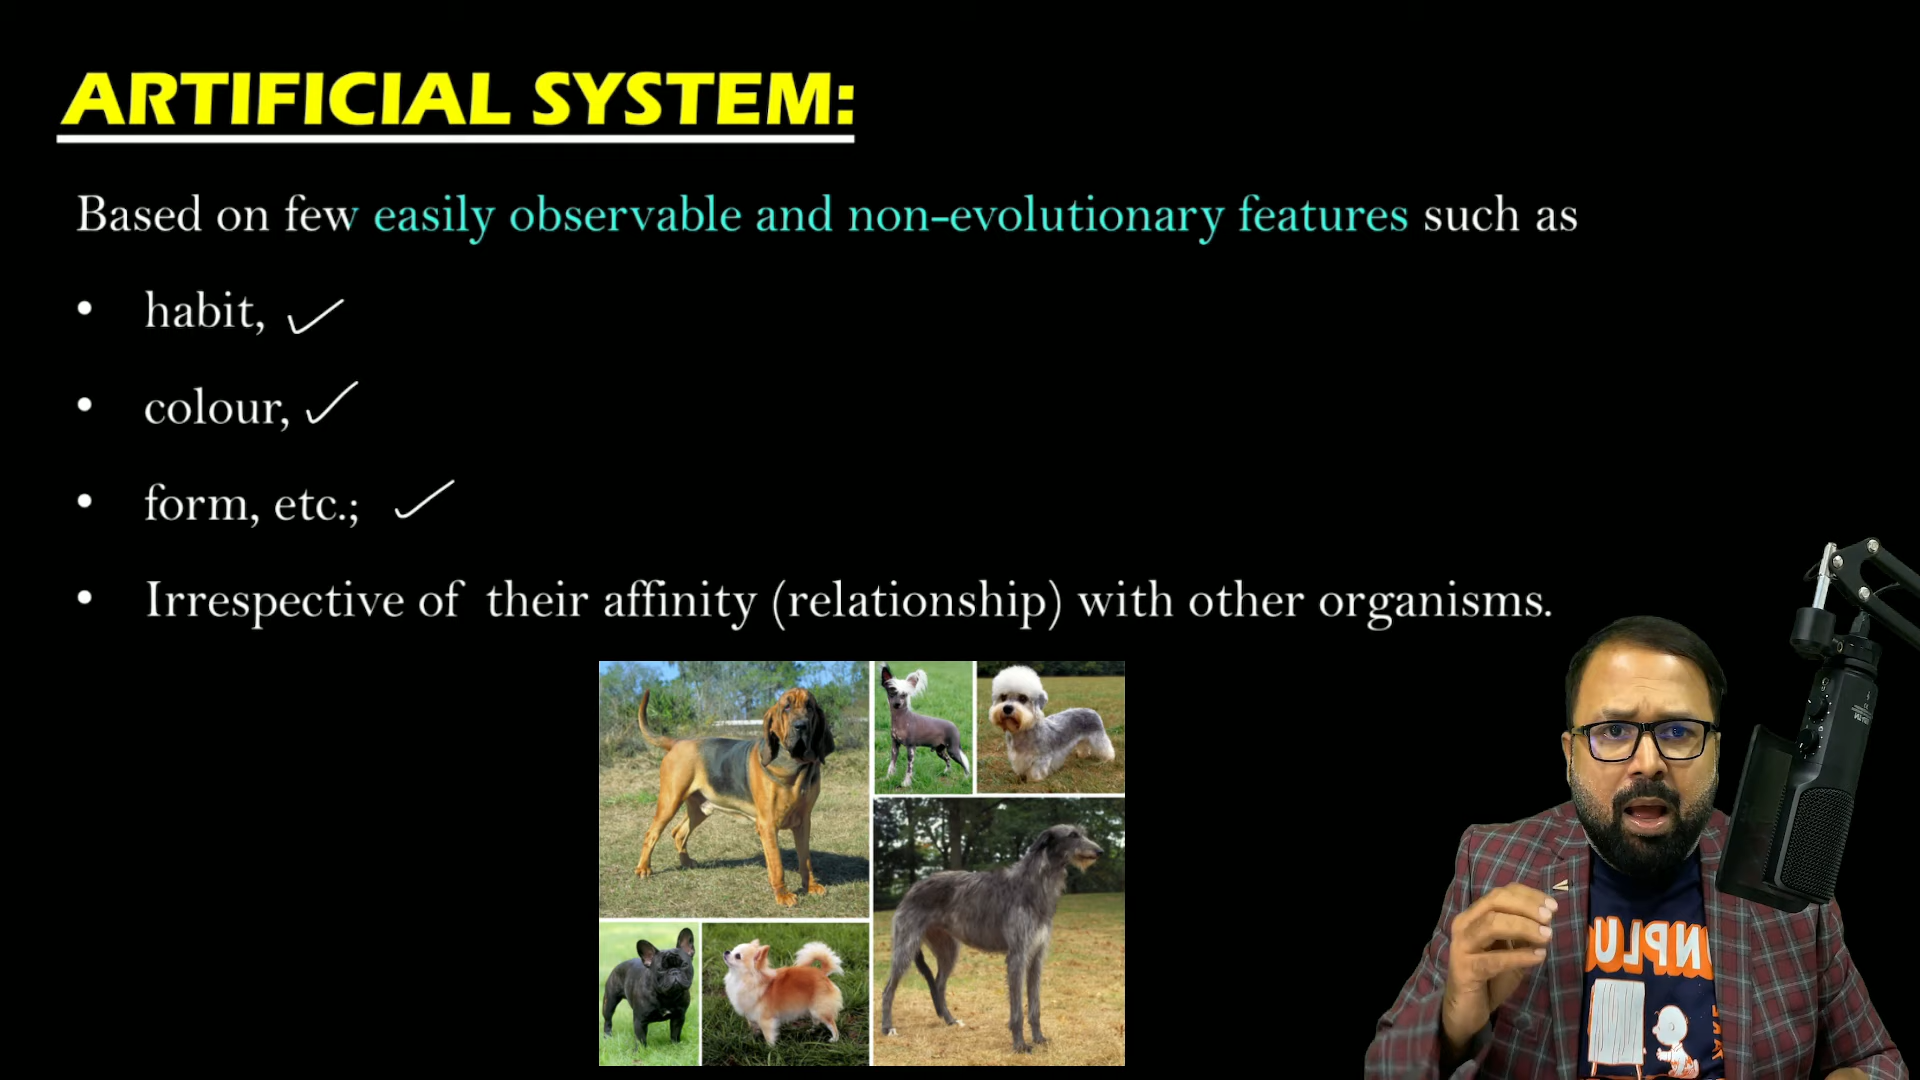 ARTIFICIAL SYSTEM:
Based on few easily observable and non-evolutionary features such as
• habit,
• colour,
• form, etc.;
• Irrespective of their affinity (relationship) with other organisms.